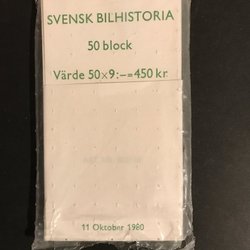 SVENSK BILHISTORIA
50 block
Värde 50×9:–=450 kr
11 Oktober 1980